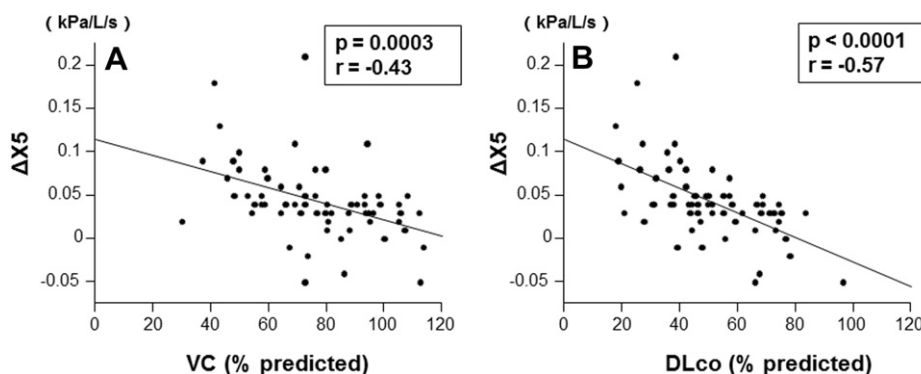 ( kPa/L/s )
A
p = 0.0003
r = -0.43
ΔX5
0.2
0.15
0.1
0.05
0
-0.05
0 20 40 60 80 100 120
VC (% predicted)
( kPa/L/s )
B
p < 0.0001
r = -0.57
ΔX5
0.2
0.15
0.1
0.05
0
-0.05
0 20 40 60 80 100 120
DLco (% predicted)